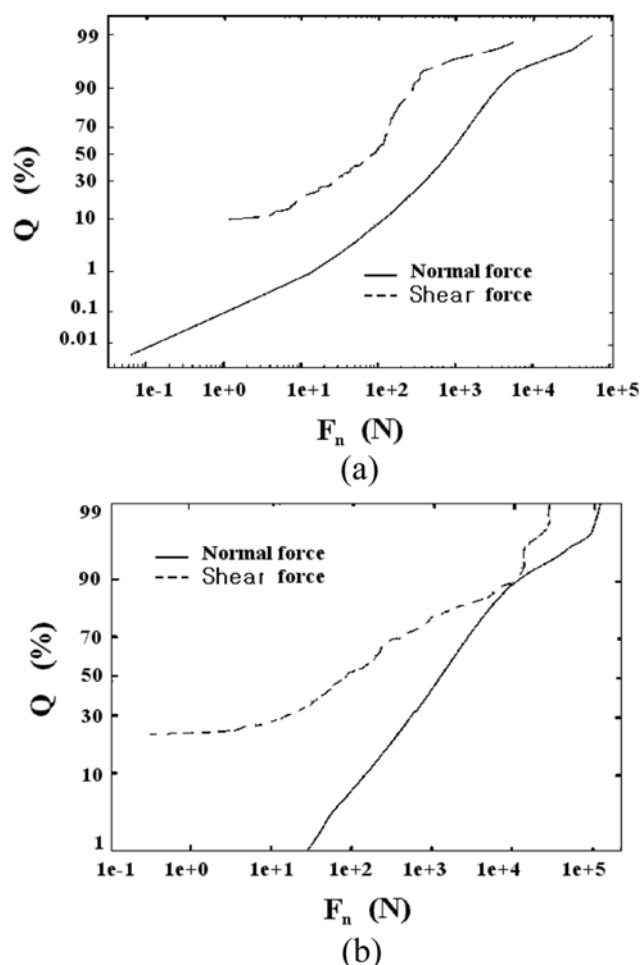 99
90
70
50
30
10
1
0.1
0.01
Q (%)
Normal force
Shear force
1e-1 1e+0 1e+1 1e+2 1e+3 1e+4 1e+5
Fn (N)
(a)
99
90
70
50
30
10
1
Q (%)
Normal force
Shear force
1e-1 1e+0 1e+1 1e+2 1e+3 1e+4 1e+5
Fn (N)
(b)